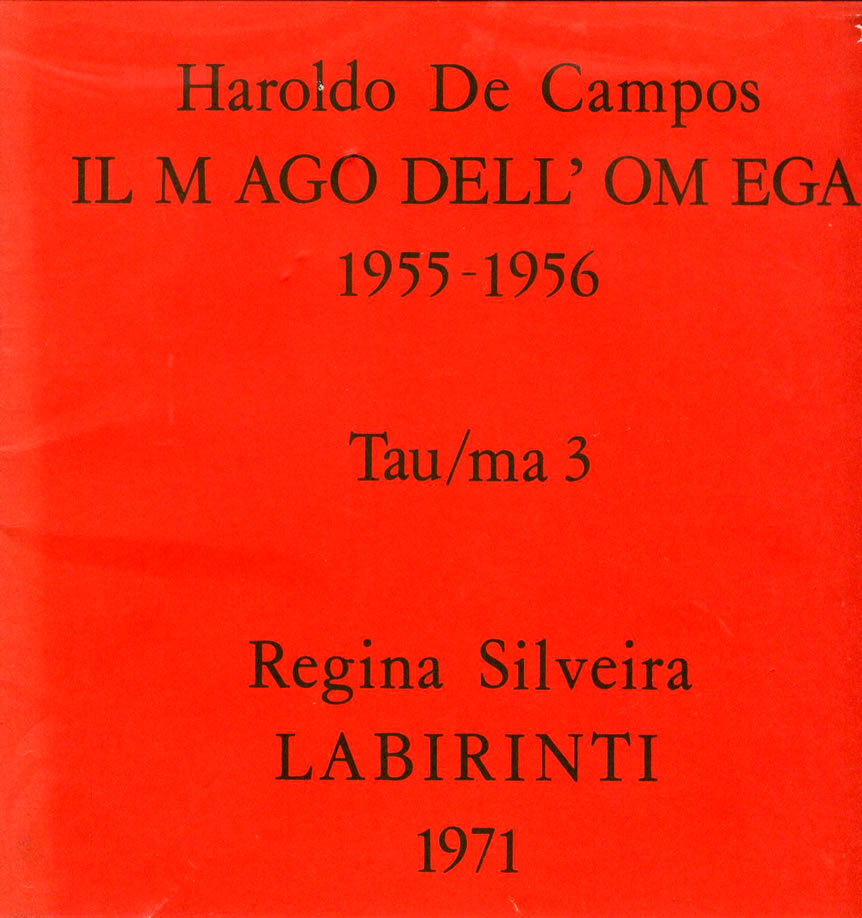 Haroldo De Campos
IL M AGO DELL' OM EGA
1955-1956
Tau/ma 3
Regina Silveira
LABIRINTI
1971